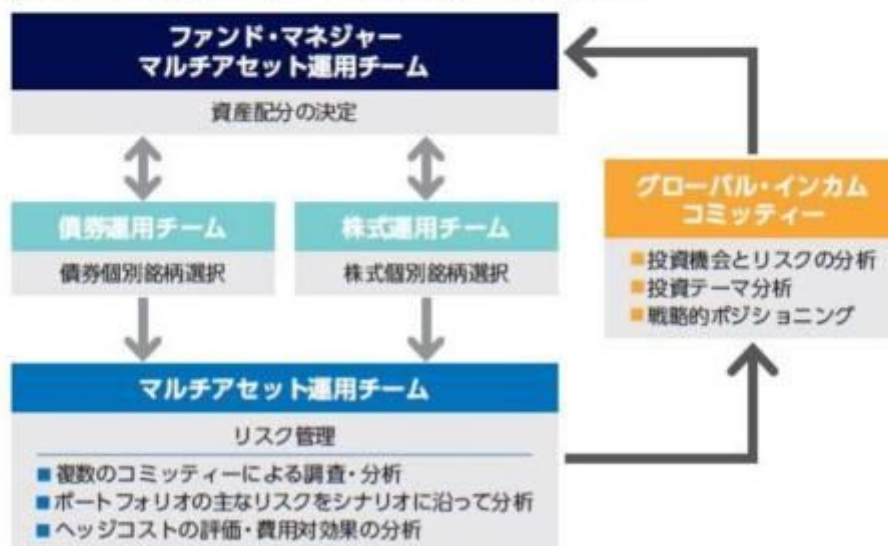 ファンド・マネジャー
マルチアセット運用チーム
資産配分の決定
債券運用チーム
株式運用チーム
債券個別銘柄選択
株式個別銘柄選択
グローバル・インカム
コミッティー
■投資機会とリスクの分析
■投資テーマ分析
■戦略的ポジショニング
マルチアセット運用チーム
リスク管理
■複数のコミッティーによる調査・分析
■ポートフォリオの主なリスクをシナリオに沿って分析
■ヘッジコストの評価・費用対効果の分析